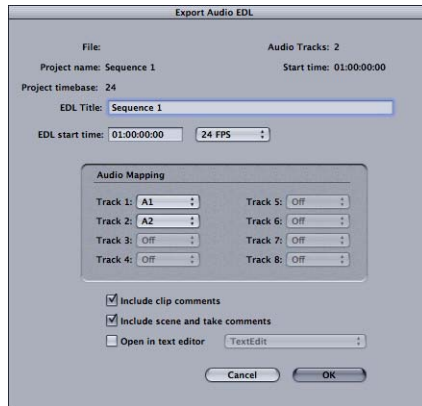 Export Audio EDL
File: Audio Tracks: 2
Project name: Sequence 1 Start time: 01:00:00:00
Project timebase: 24
EDL Title: Sequence 1
EDL start time: 01:00:00:00 24 FPS
Audio Mapping
Track 1: A1 Track 5: Off
Track 2: A2 Track 6: Off
Track 3: Off Track 7: Off
Track 4: Off Track 8: Off
Include clip comments
Include scene and take comments
Open in text editor TextEdit
Cancel OK